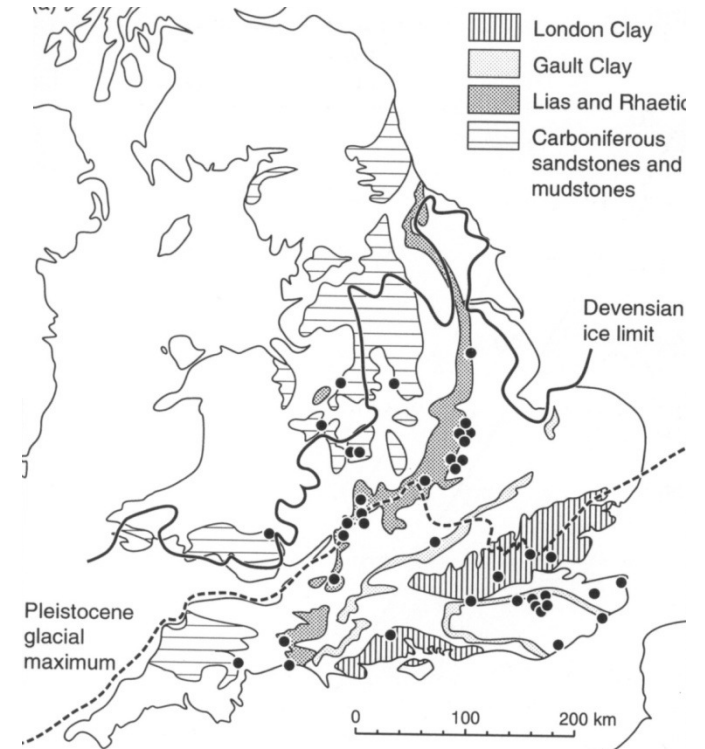 London Clay
Gault Clay
Lias and Rhaetic
Carboniferous
sandstones and
mudstones
Devensian
ice limit
Pleistocene
glacial
maximum
0 100 200 km